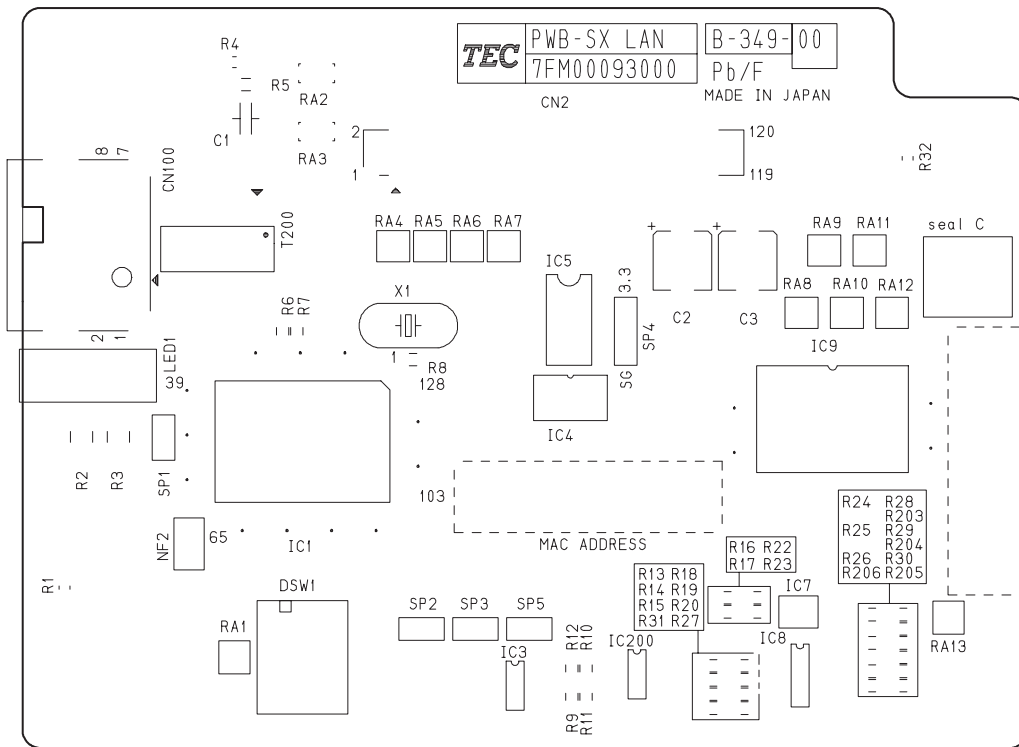 TEC
PWB-SX LAN
B-349-00
7FM00093000
Pb/F
MADE IN JAPAN
CN2
R4
R5
RA2
C1
RA3
2
1
120
119
R32
8
7
CN100
T200
RA4
RA5
RA6
RA7
+
+
RA9
RA11
seal C
IC5
3.3
SP4
SG
C2
C3
RA8
RA10
RA12
R6
R7
X1
1
R8
128
2
1
LED1
39
IC9
IC4
R2
R3
SP1
103
MAC ADDRESS
NF2
65
IC1
R24 R28
R203
R25 R29
R204
R26 R30
R206 R205
R16 R22
R17 R23
R13 R18
R14 R19
R15 R20
R31 R27
IC7
IC8
R1
DSW1
RA1
SP2
SP3
SP5
IC3
R12
R10
IC200
R9
R11
RA13